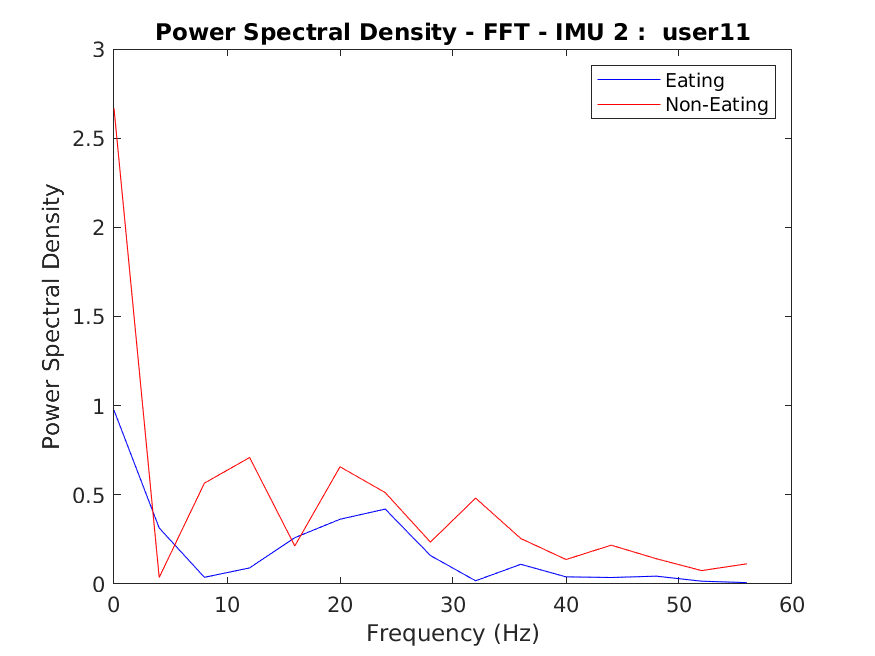 Power Spectral Density - FFT - IMU 2 :  user11
Eating
Non-Eating
Power Spectral Density
3
2.5
2
1.5
1
0.5
0
0 10 20 30 40 50 60
Frequency (Hz)